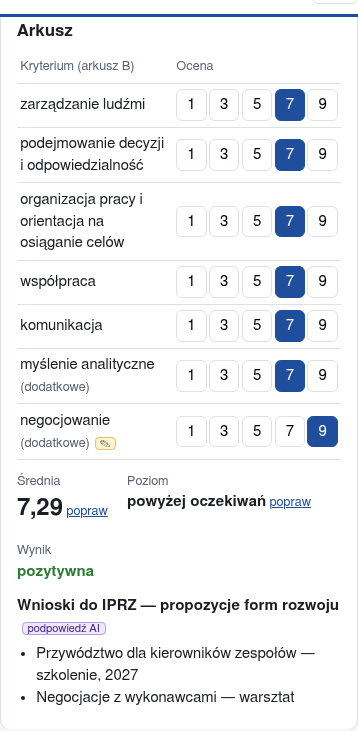 Arkusz
Kryterium (arkusz B) Ocena
zarządzanie ludźmi 1 3 5 7 9
podejmowanie decyzji
i odpowiedzialność 1 3 5 7 9
organizacja pracy i
orientacja na
osiąganie celów 1 3 5 7 9
współpraca 1 3 5 7 9
komunikacja 1 3 5 7 9
myślenie analityczne
(dodatkowe) 1 3 5 7 9
negocjowanie
(dodatkowe) ✎ 1 3 5 7 9
Średnia Poziom
7,29 popraw powyżej oczekiwań popraw
Wynik
pozytywna
Wnioski do IPRZ — propozycje form rozwoju
podpowiedź AI
• Przywództwo dla kierowników zespołów —
szkolenie, 2027
• Negocjacje z wykonawcami — warsztat